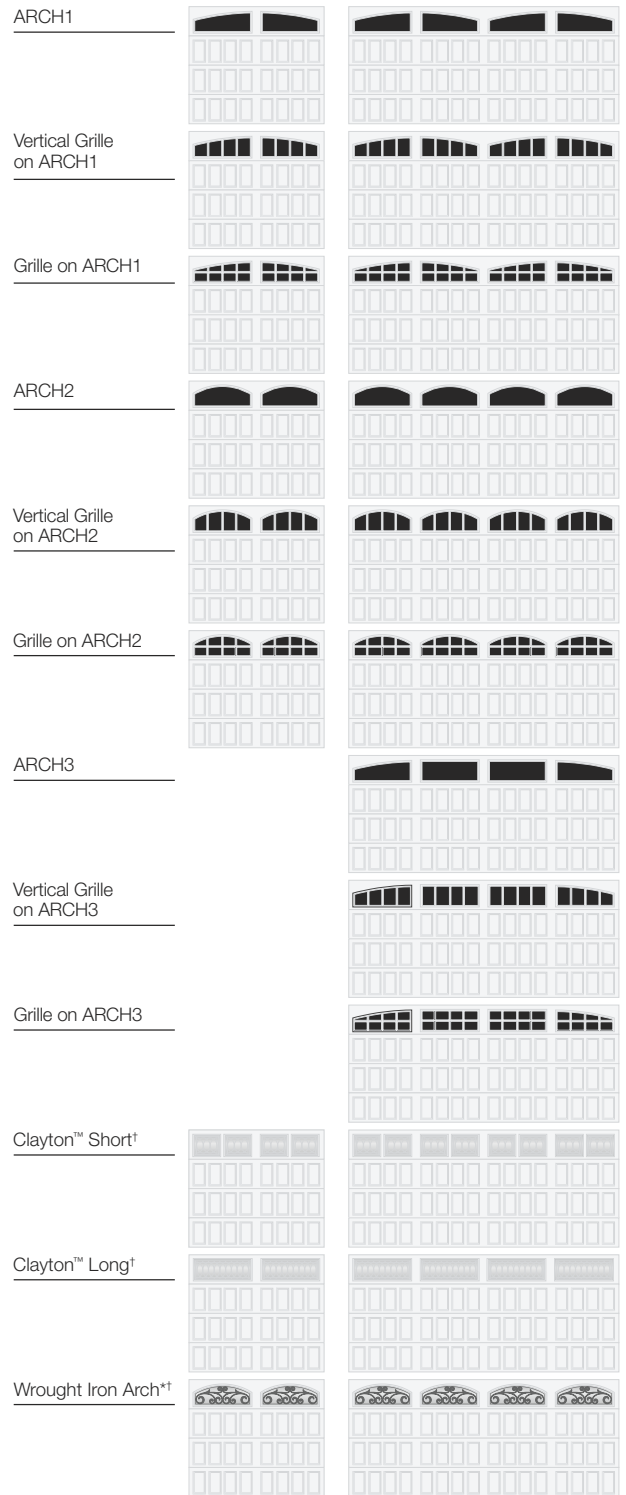 ARCH1
Vertical Grille
on ARCH1
Grille on ARCH1
ARCH2
Vertical Grille
on ARCH2
Grille on ARCH2
ARCH3
Vertical Grille
on ARCH3
Grille on ARCH3
Clayton™ Short†
Clayton™ Long†
Wrought Iron Arch*†